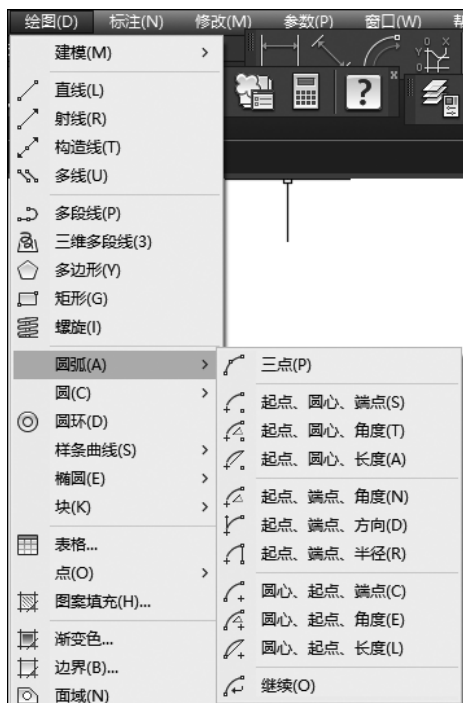 绘图(D) 标注(N) 修改(M) 参数(P) 窗口(W)
建模(M)
直线(L)
射线(R)
构造线(T)
多线(U)
多段线(P)
三维多段线(3)
多边形(Y)
矩形(G)
螺旋(I)
圆弧(A)
圆(C)
圆环(D)
样条曲线(S)
椭圆(E)
块(K)
表格...
点(O)
图案填充(H)...
渐变色...
边界(B)...
面域(N)
三点(P)
起点、圆心、端点(S)
起点、圆心、角度(T)
起点、圆心、长度(A)
起点、端点、角度(N)
起点、端点、方向(D)
起点、端点、半径(R)
圆心、起点、端点(C)
圆心、起点、角度(E)
圆心、起点、长度(L)
继续(O)